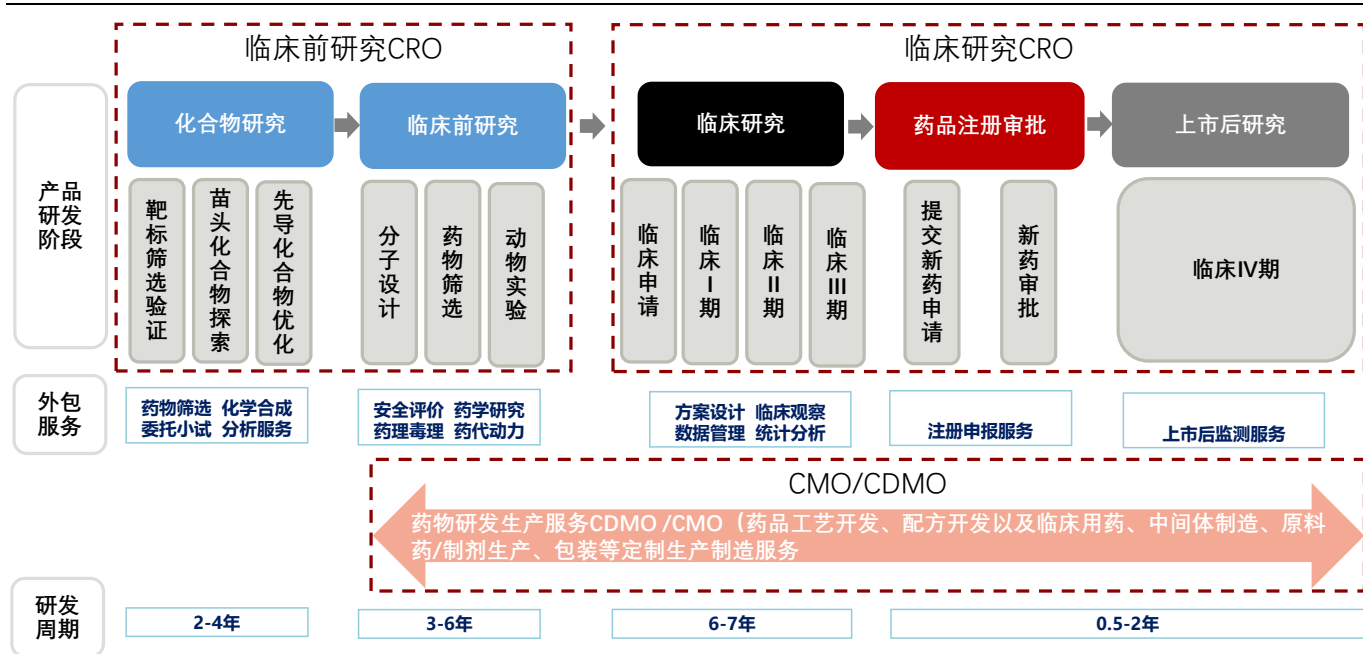 临床前研究CRO
临床研究CRO
化合物研究
临床前研究
临床研究
药品注册审批
上市后研究
产品
研发
阶段
靶标筛选验证
苗头化合物探索
先导化合物优化
分子设计
药物筛选
动物实验
临床申请
临床I期
临床II期
临床III期
提交新药申请
新药审批
临床IV期
外包
服务
药物筛选 化学合成
委托小试 分析服务
安全评价 药学研究
药理毒理 药代动力
方案设计 临床观察
数据管理 统计分析
注册申报服务
上市后监测服务
CMO/CDMO
药物研发生产服务CDMO /CMO（药品工艺开发、配方开发以及临床用药、中间体制造、原料
药/制剂生产、包装等定制生产制造服务
研发
周期
2-4年
3-6年
6-7年
0.5-2年